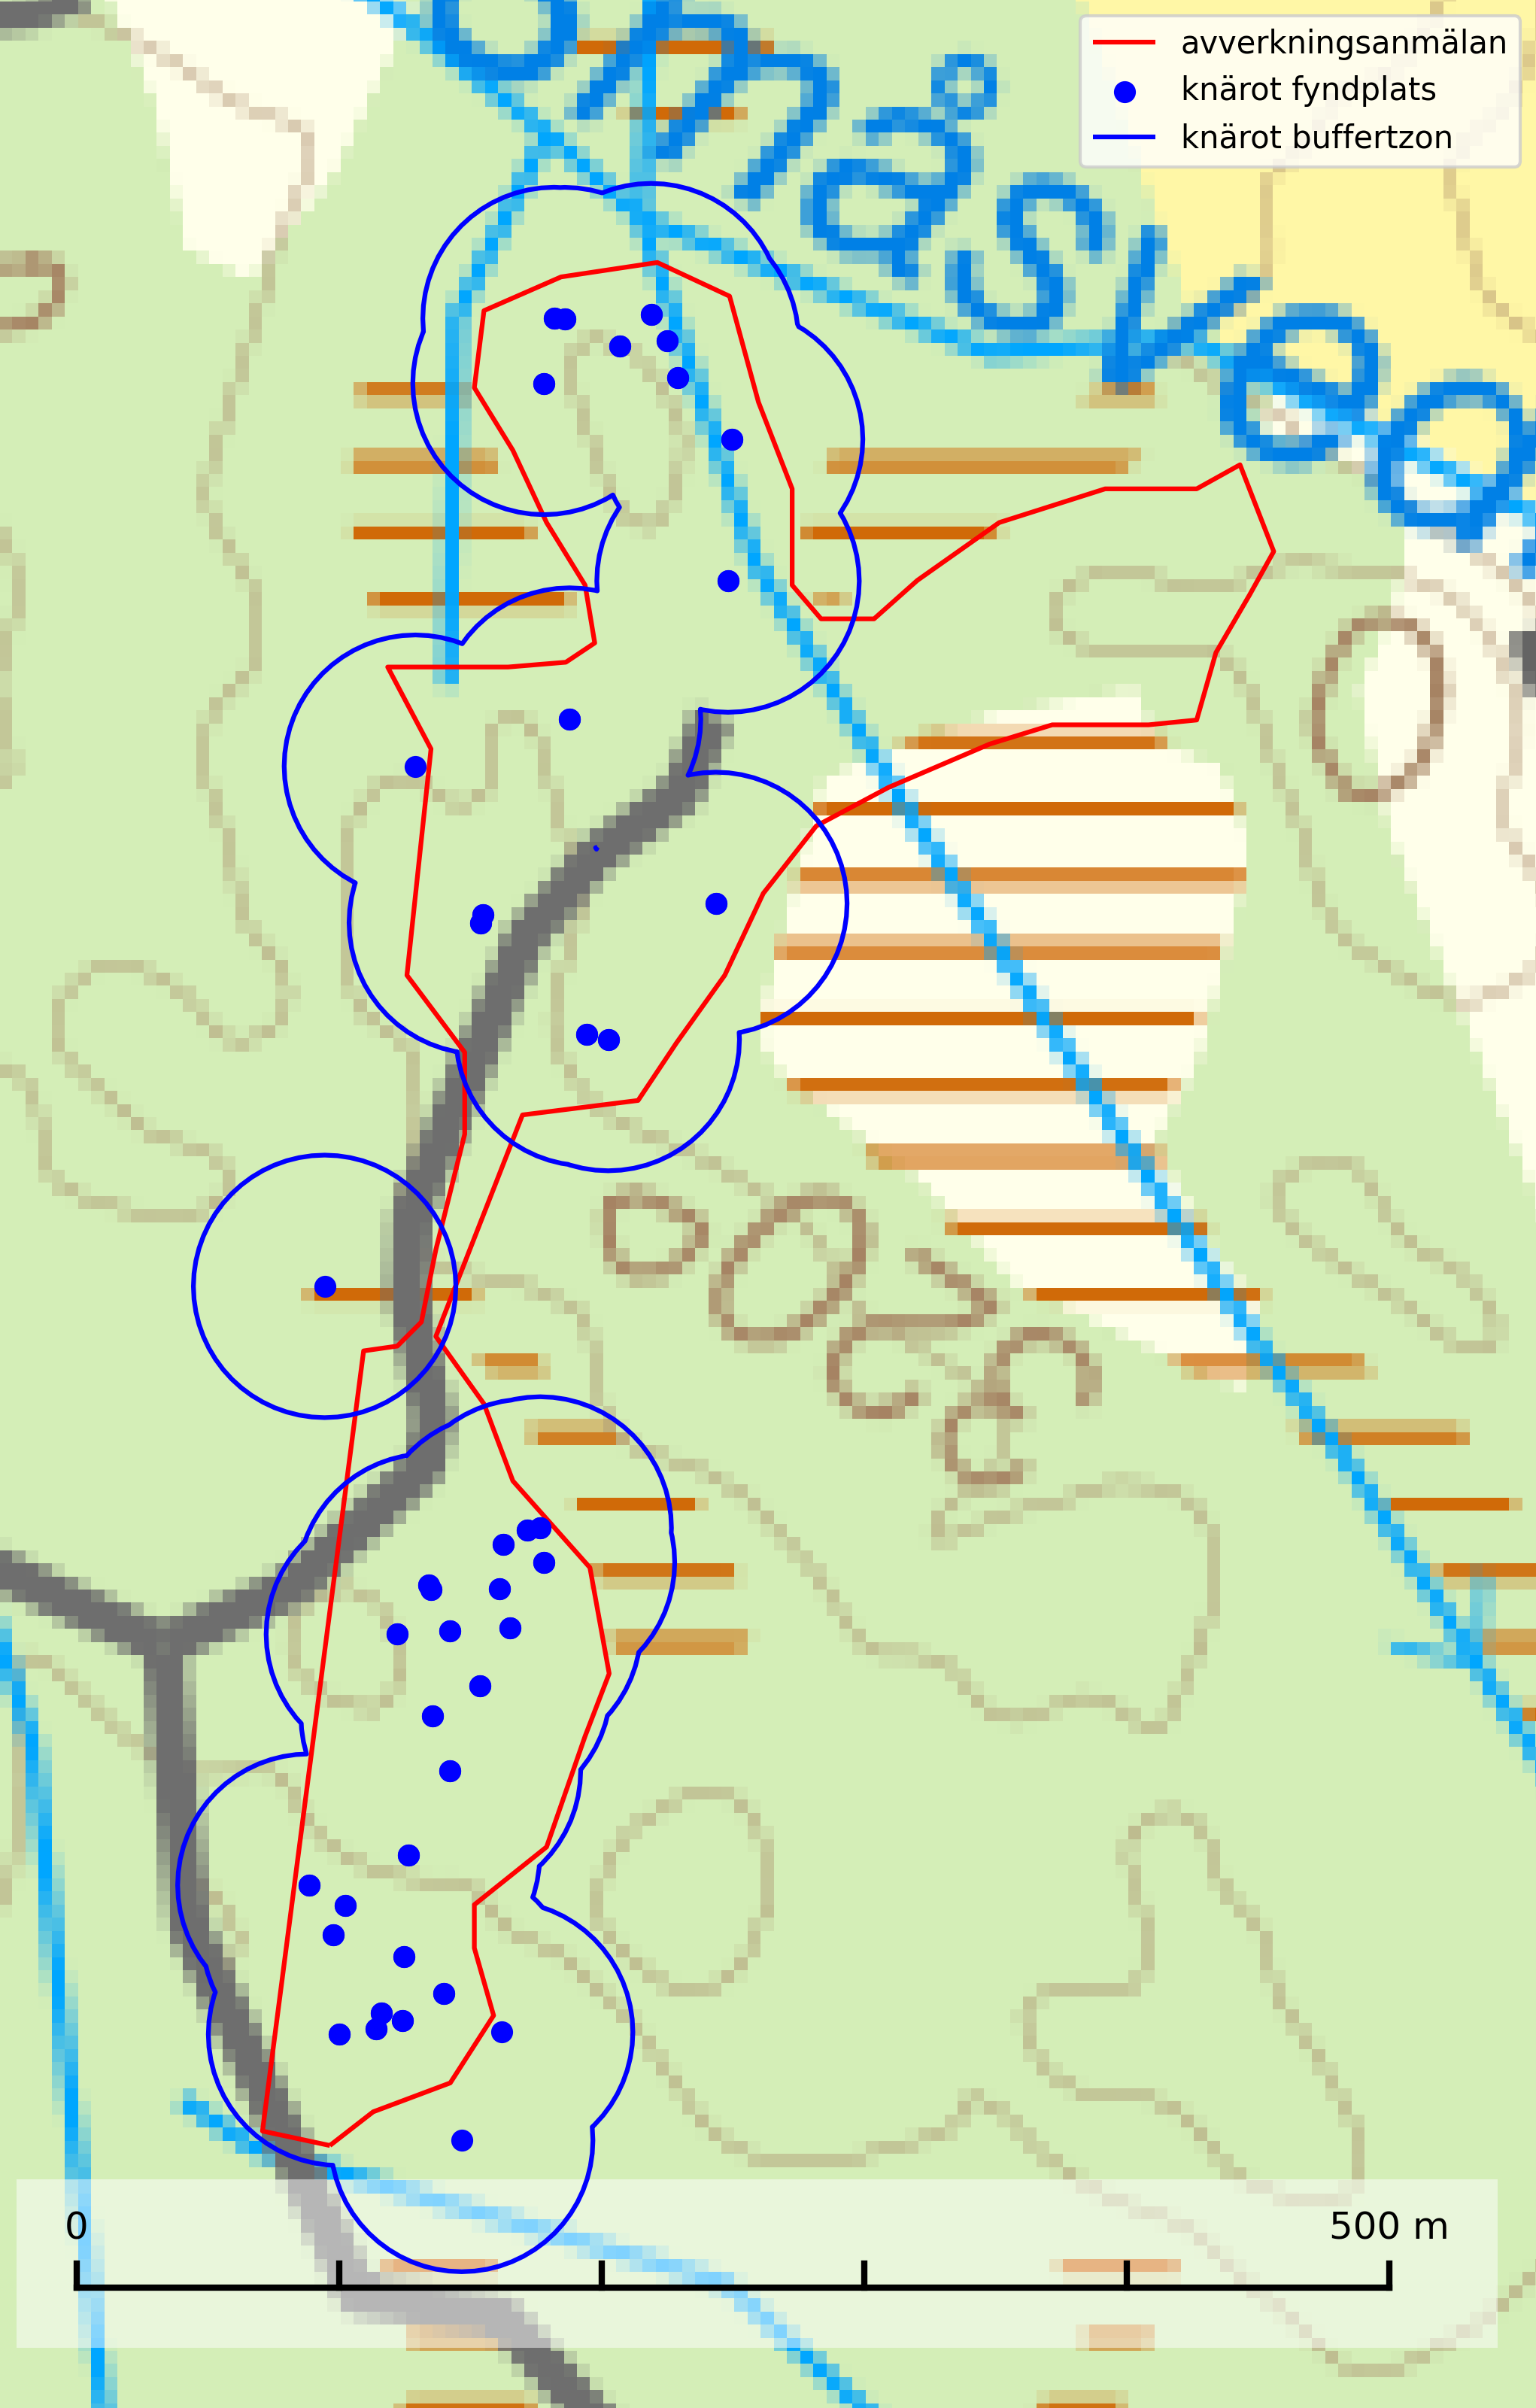 avverkningsanmälan
knärot fyndplats
knärot buffertzon
0 500 m